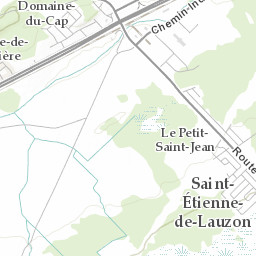 Domaine-
du-Cap
Chemin-Ind
e-de-
ière
Le Petit-
Saint-Jean
Route
Saint-
Étienne-
de-Lauzon